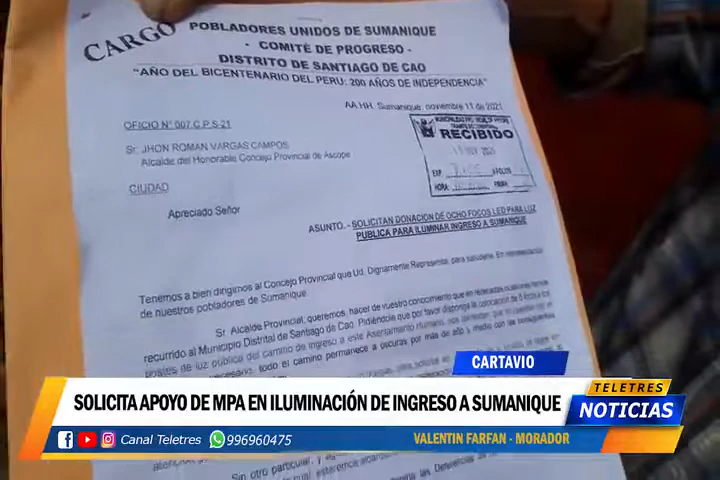 CARGO
POBLADORES UNIDOS DE SUMANIQUE
- COMITÉ DE PROGRESO -
DISTRITO DE SANTIAGO DE CAO
"AÑO DEL BICENTENARIO DEL PERU: 200 AÑOS DE INDEPENDENCIA"
AA.HH. Sumanique, noviembre 11 de 2021
OFICIO N° 007.C.P.S-21
RECIBIDO
Sr. JHON ROMAN VARGAS CAMPOS
Alcalde del Honorable Concejo Provincial de Ascope
CIUDAD
Apreciado Señor
ASUNTO.- SOLICITAN DONACION DE OCHO FOCOS LED PARA LUZ
PUBLICA PARA ILUMINAR INGRESO A SUMANIQUE
Tenemos a bien dirigirnos al Concejo Provincial que Ud. Dignamente Representa, para saludarle. En representación
de nuestros pobladores de Sumanique.
Sr. Alcalde Provincial; queremos, hacer de vuestro conocimiento que en reiteradas ocasiones hemos
recurrido al Municipio Distrital de Santiago de Cao. Pidiéndole que por favor disponga la colocación de 8 focos a los
postes de luz pública del camino de ingreso a este Asentamiento Humano,
todo el camino permanece a oscuras por más de año y medio con las consiguientes
CARTAVIO
SOLICITA APOYO DE MPA EN ILUMINACIÓN DE INGRESO A SUMANIQUE
TELETRES
NOTICIAS
Canal Teletres 996960475
VALENTIN FARFAN - MORADOR
Sin otro particular,